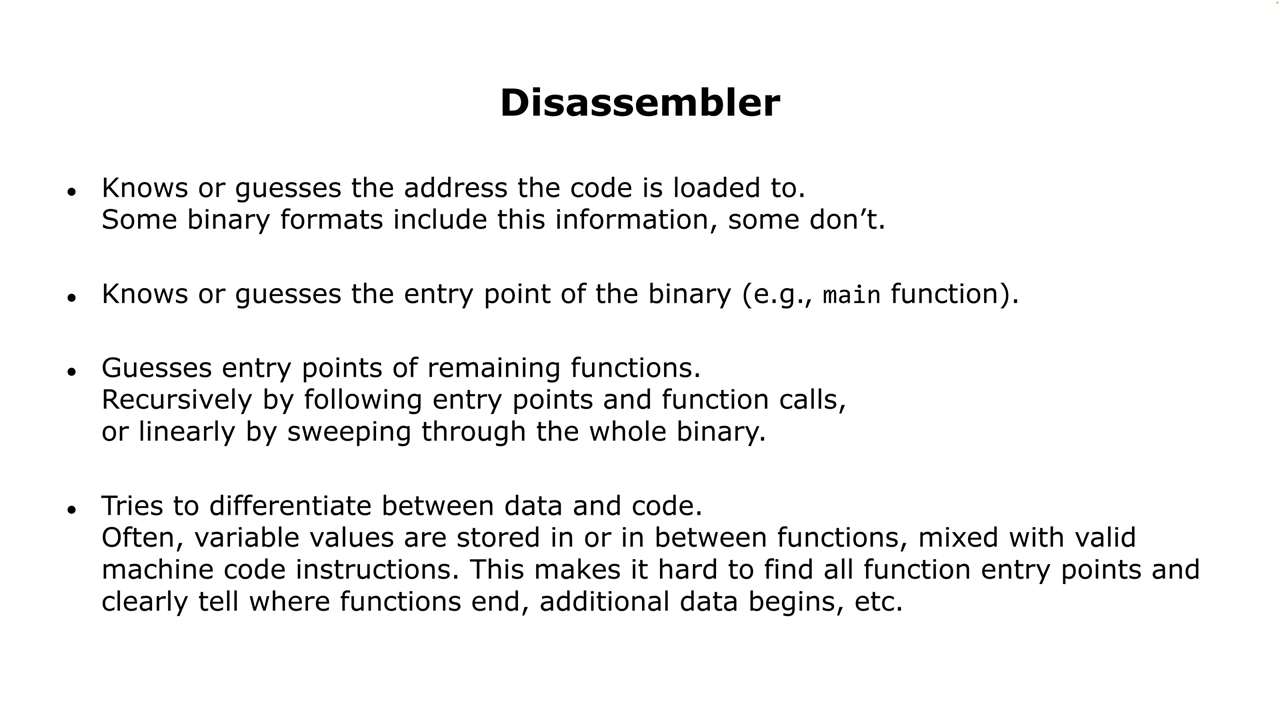 Disassembler
● Knows or guesses the address the code is loaded to.
Some binary formats include this information, some don’t.
● Knows or guesses the entry point of the binary (e.g., main function).
● Guesses entry points of remaining functions.
Recursively by following entry points and function calls,
or linearly by sweeping through the whole binary.
● Tries to differentiate between data and code.
Often, variable values are stored in or in between functions, mixed with valid
machine code instructions. This makes it hard to find all function entry points and
clearly tell where functions end, additional data begins, etc.